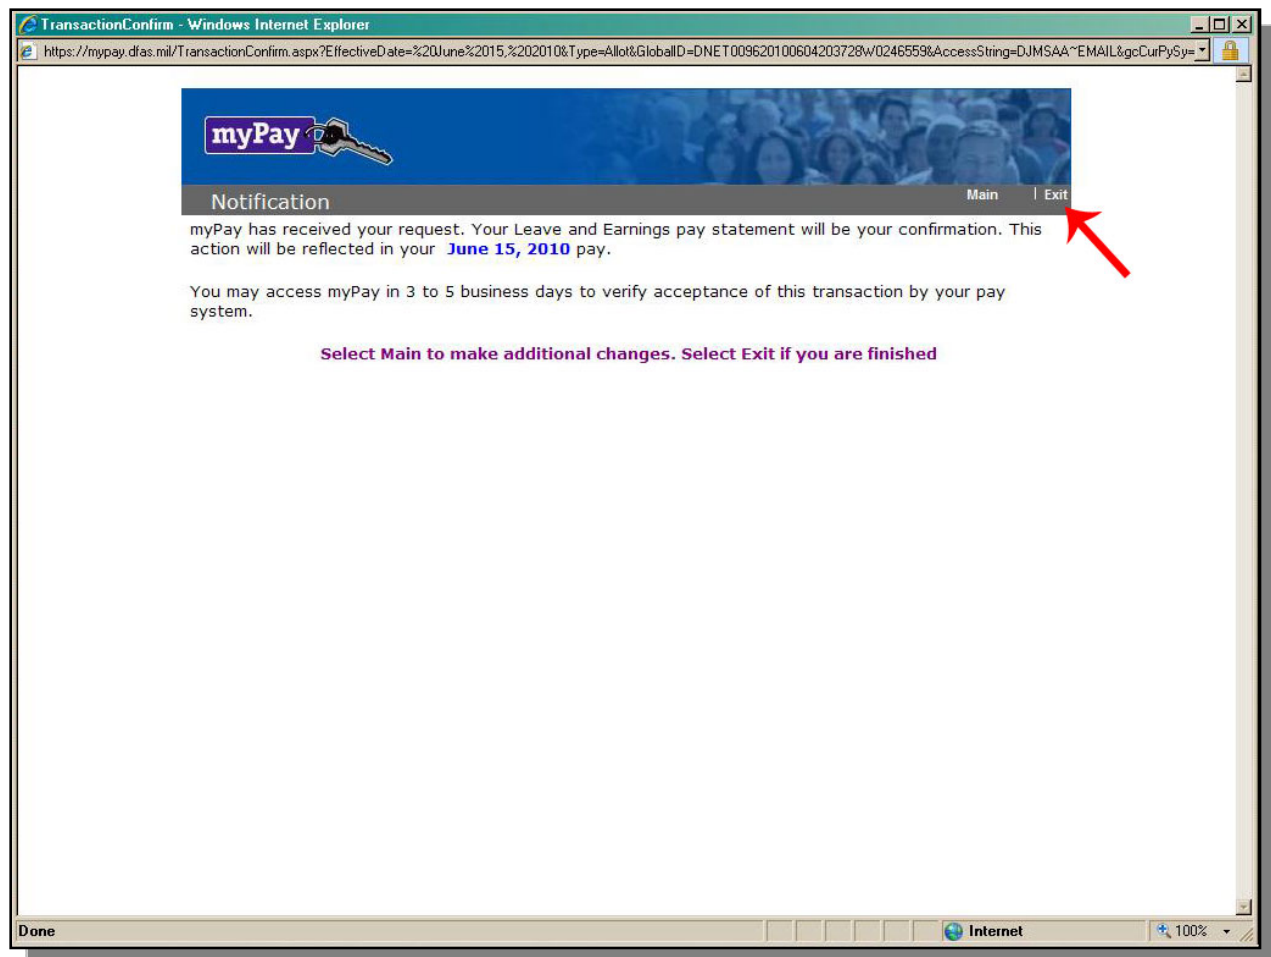 TransactionConfirm - Windows Internet Explorer
https://mypay.dfas.mil/TransactionConfirm.aspx?EffectiveDate=%20June%2015,%202010&Type=Allot&GlobalID=DNET009620100604203728W0246559&AccessString=DJMSAA~EMAIL&gcCurPySy=
myPay
Notification
Main | Exit
myPay has received your request. Your Leave and Earnings pay statement will be your confirmation. This
action will be reflected in your June 15, 2010 pay.
You may access myPay in 3 to 5 business days to verify acceptance of this transaction by your pay
system.
Select Main to make additional changes. Select Exit if you are finished
Done
Internet
100%